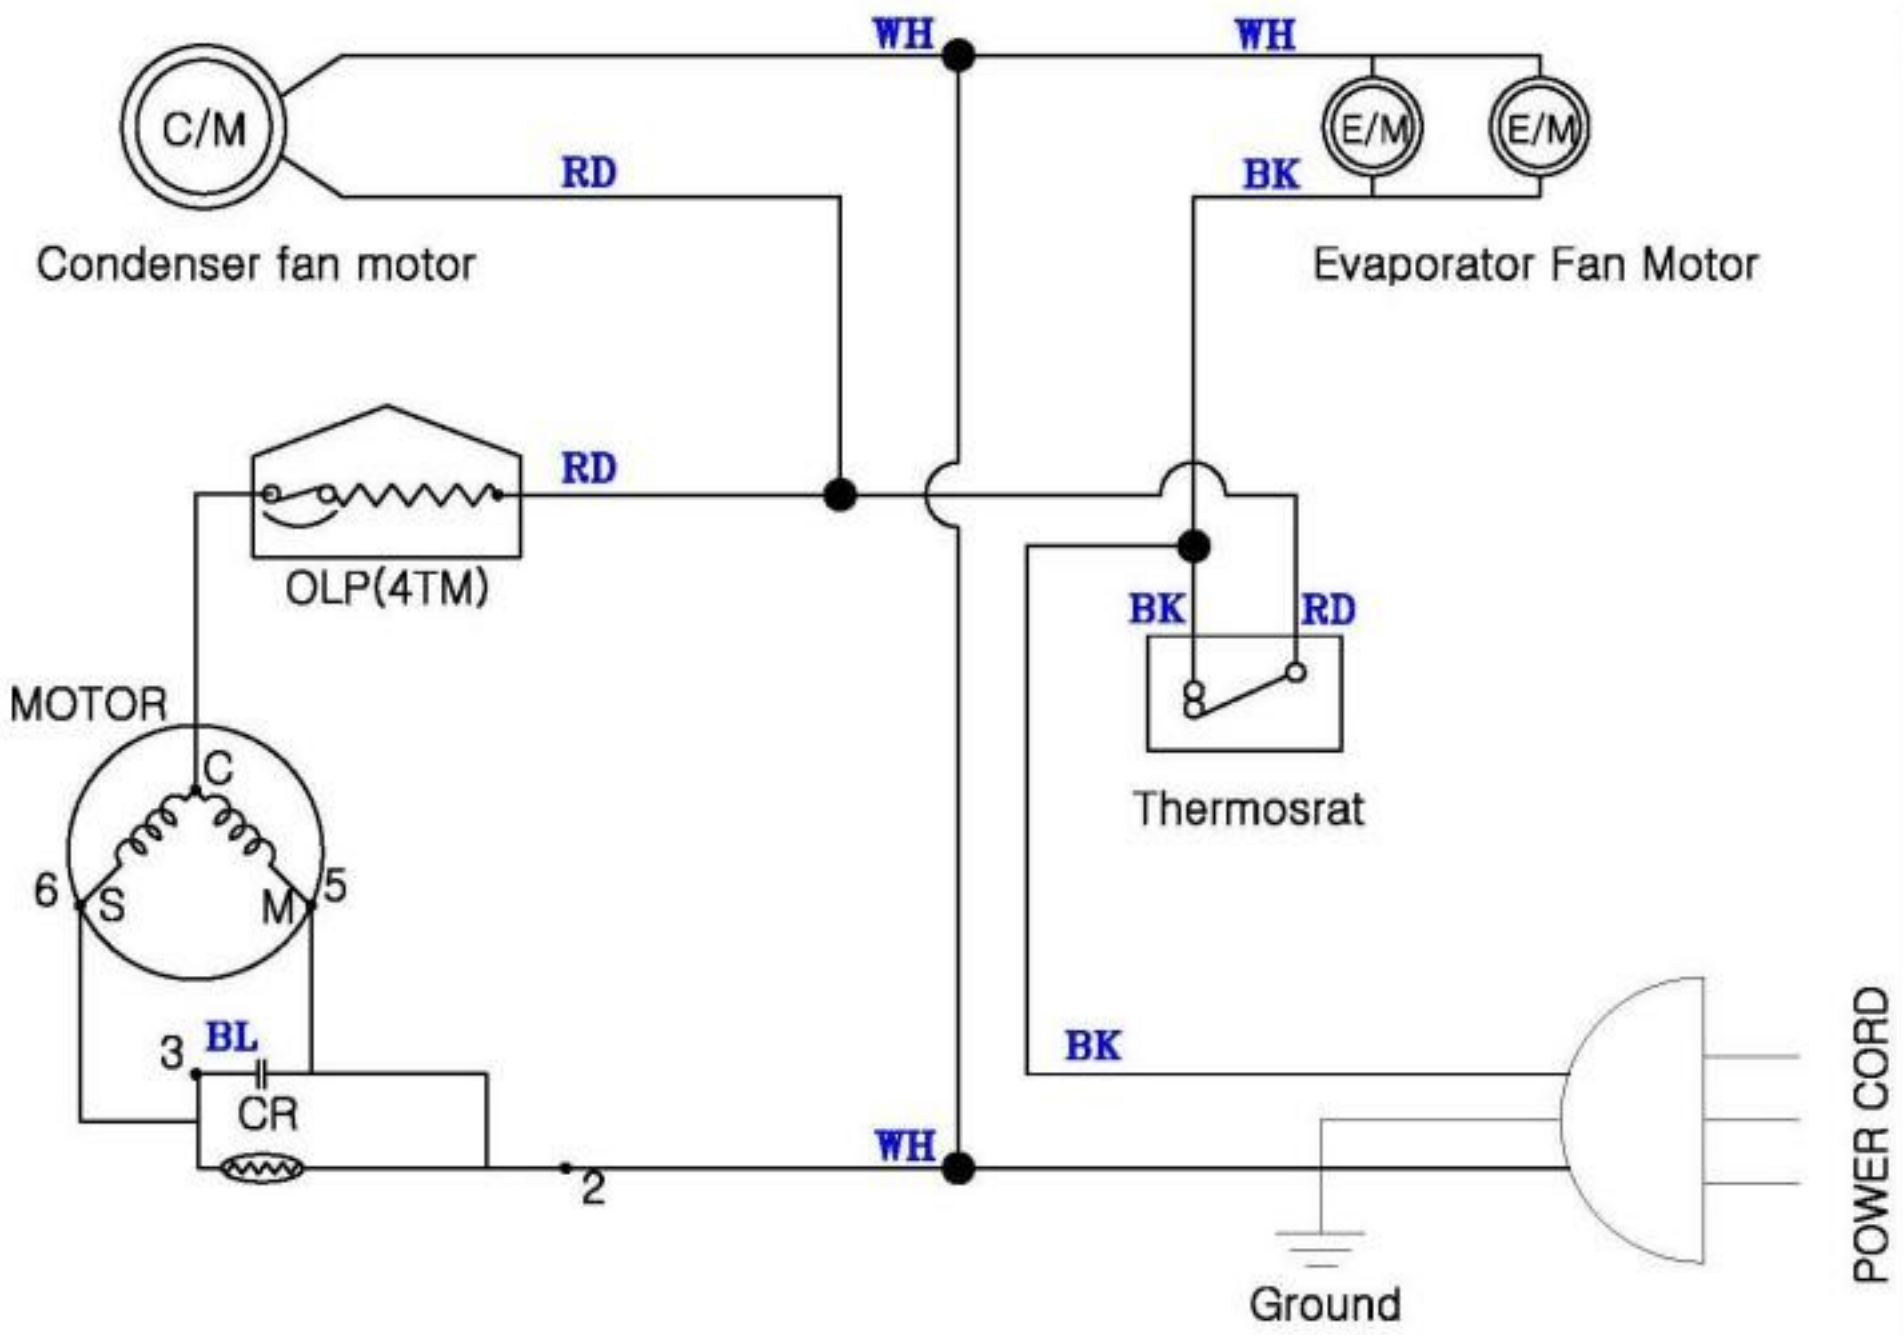 WH
WH
C/M
E/M
E/M
RD
BK
Condenser fan motor
Evaporator Fan Motor
RD
OLP(4TM)
BK
RD
MOTOR
C
Thermosrat
6
S
M
5
3
BL
CR
BK
WH
2
POWER CORD
Ground